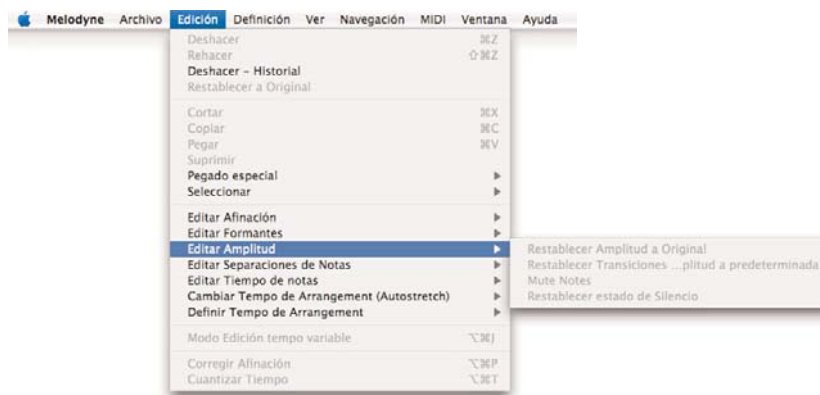 Melodyne Archivo Edición Definición Ver Navegación MIDI Ventana Ayuda
Deshacer ⌘Z
Rehacer ⇧⌘Z
Deshacer – Historial
Restablecer a Original
Cortar ⌘X
Copiar ⌘C
Pegar ⌘V
Suprimir
Pegado especial
Seleccionar
Editar Afinación
Editar Formantes
Editar Amplitud
Editar Separaciones de Notas
Editar Tiempo de notas
Cambiar Tempo de Arrangement (Autostretch)
Definir Tempo de Arrangement
Modo Edición tempo variable ⌥⌘J
Corregir Afinación ⌥⌘P
Cuantizar Tiempo ⌥⌘T
Restablecer Amplitud a Original
Restablecer Transiciones ...plitud a predeterminada
Mute Notes
Restablecer estado de Silencio